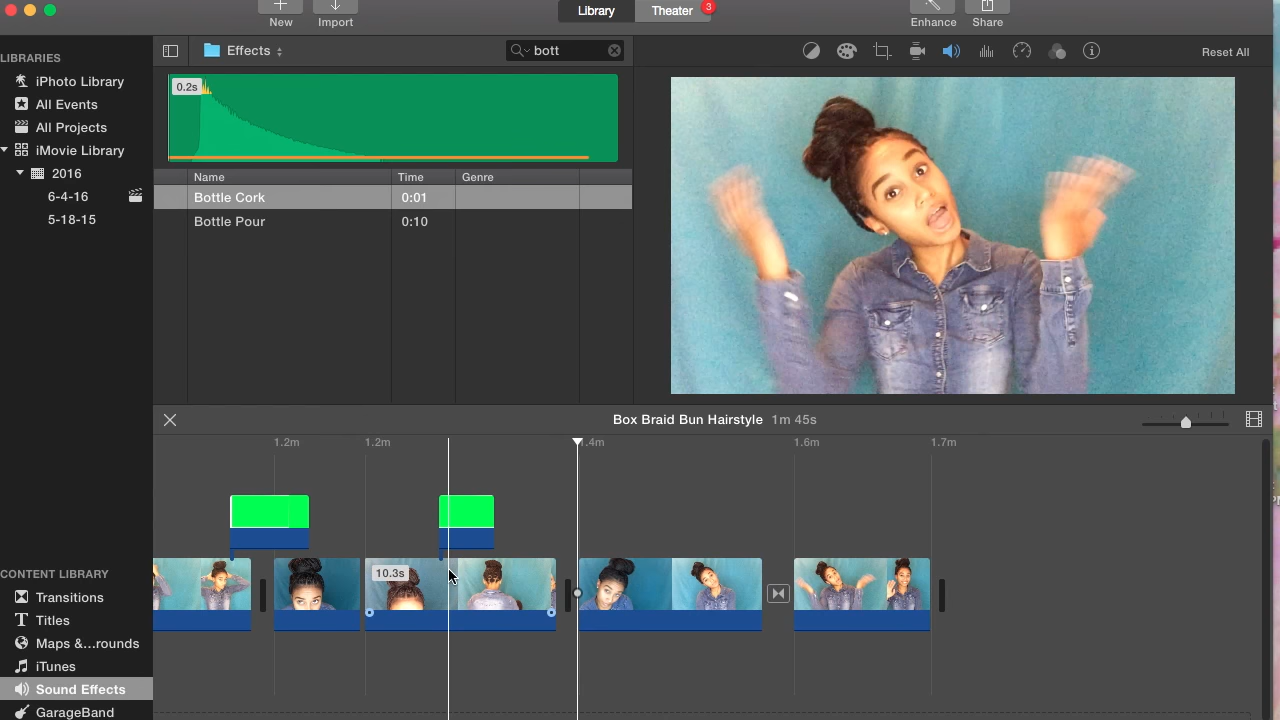 Library
Theater
3
New
Import
Enhance
Share
LIBRARIES
iPhoto Library
All Events
All Projects
iMovie Library
2016
6-4-16
5-18-15
Effects
bott
Reset All
0.2s
Name Time Genre
Bottle Cork 0:01
Bottle Pour 0:10
Box Braid Bun Hairstyle 1m 45s
1.2m 1.2m 1.4m 1.6m 1.7m
10.3s
CONTENT LIBRARY
Transitions
Titles
Maps &...rounds
iTunes
Sound Effects
GarageBand